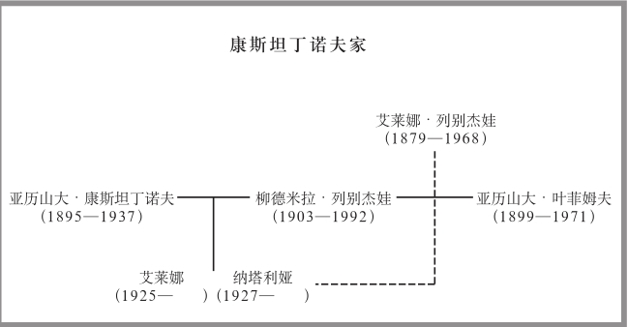 康斯坦丁诺夫家
艾莱娜·列别杰娃
(1879—1968)
亚历山大·康斯坦丁诺夫 柳德米拉·列别杰娃 亚历山大·叶菲姆夫
(1895—1937) (1903—1992) (1899—1971)
艾莱娜 纳塔利娅
(1925— ) (1927— )